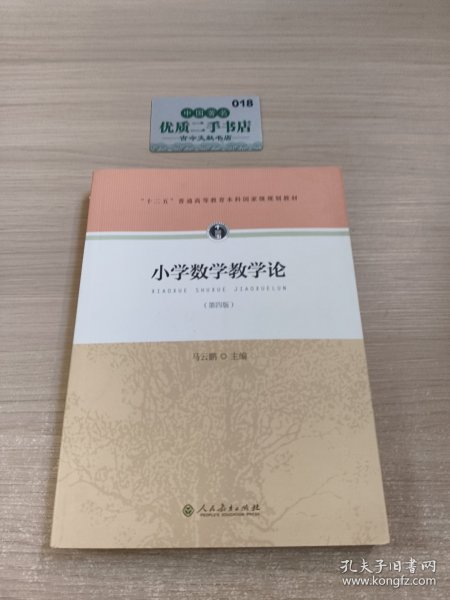 018
中国著名
优质二手书店
古今文献书店
“十二五”普通高等教育本科国家级规划教材
小学数学教学论
XIAOXUE SHUXUE JIAOXUELUN
（第四版）
马云鹏 主编
人民教育出版社
PEOPLE'S EDUCATION PRESS
孔夫子旧书网
www.kongfz.com